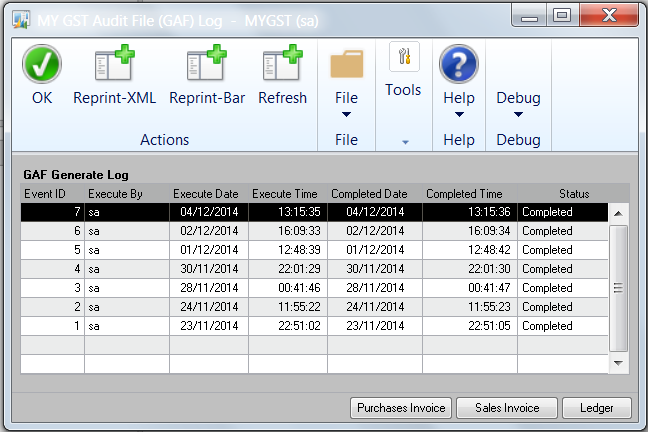 MY GST Audit File (GAF) Log - MYGST (sa)
OK Reprint-XML Reprint-Bar Refresh File Tools Help Debug
Actions File Help Debug
GAF Generate Log
Event ID Execute By Execute Date Execute Time Completed Date Completed Time Status
7 sa 04/12/2014 13:15:35 04/12/2014 13:15:36 Completed
6 sa 02/12/2014 16:09:33 02/12/2014 16:09:34 Completed
5 sa 01/12/2014 12:48:39 01/12/2014 12:48:42 Completed
4 sa 30/11/2014 22:01:29 30/11/2014 22:01:30 Completed
3 sa 28/11/2014 00:41:46 28/11/2014 00:41:47 Completed
2 sa 24/11/2014 11:55:22 24/11/2014 11:55:23 Completed
1 sa 23/11/2014 22:51:02 23/11/2014 22:51:05 Completed
Purchases Invoice Sales Invoice Ledger